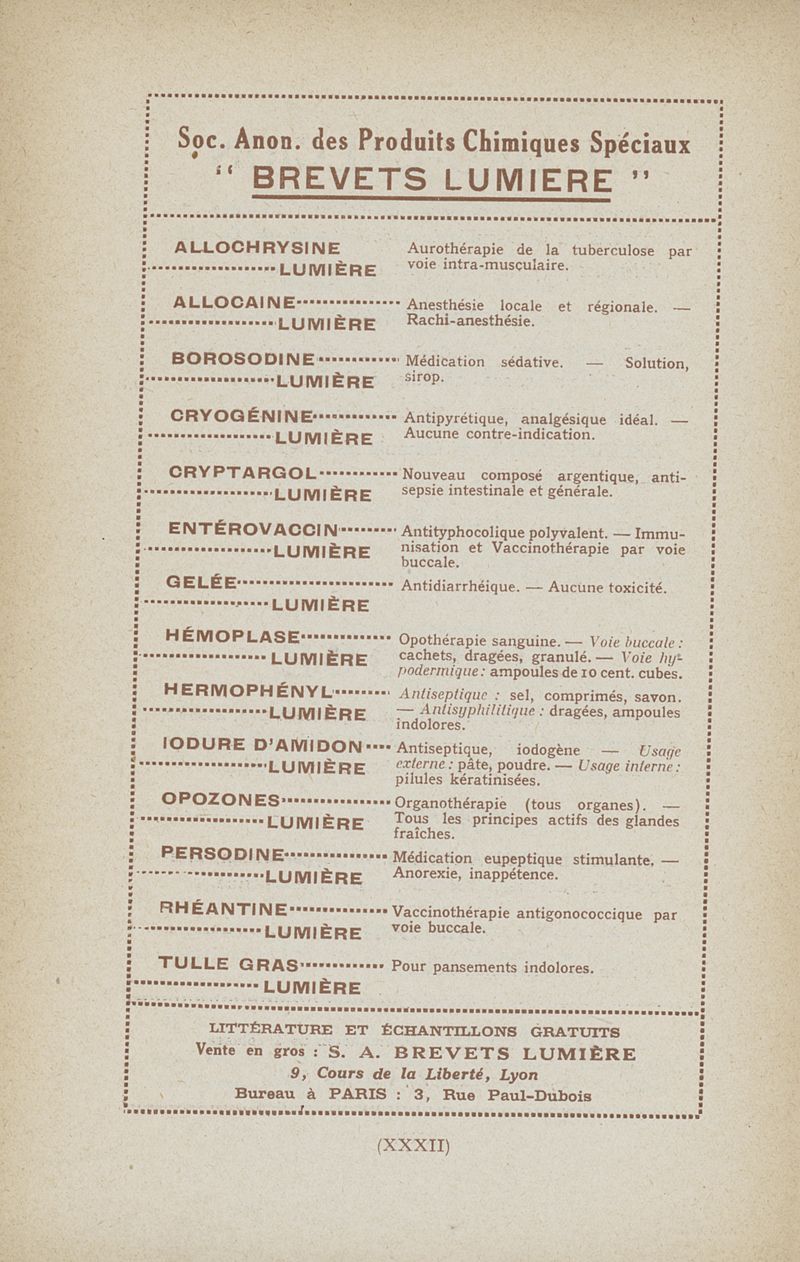 Soc. Anon. des Produits Chimiques Spéciaux
“ BREVETS LUMIERE ”
ALLOCHRYSINE
LUMIÈRE
Aurothérapie de la tuberculose par
voie intra-musculaire.
ALLOCAINE
LUMIÈRE
Anesthésie locale et régionale. —
Rachi-anesthésie.
BOROSODINE
LUMIÈRE
Médication sédative. — Solution,
sirop.
CRYOGÉNINE
LUMIÈRE
Antipyrétique, analgésique idéal. —
Aucune contre-indication.
CRYPTARGOL
LUMIÈRE
Nouveau composé argentique, anti-
sepsie intestinale et générale.
ENTÉROVACCIN
LUMIÈRE
Antityphocolique polyvalent. — Immu-
nisation et Vaccinothérapie par voie
buccale.
GELÉE
LUMIÈRE
Antidiarrhéique. — Aucune toxicité.
HÉMOPLASE
LUMIÈRE
Opothérapie sanguine. — Voie buccale :
cachets, dragées, granulé. — Voie hy-
podermique : ampoules de 10 cent. cubes.
HERMOPHÉNYL
LUMIÈRE
Antiseptique : sel, comprimés, savon.
— Antisyphilitique : dragées, ampoules
indolores.
IODURE D'AMIDON
LUMIÈRE
Antiseptique, iodogène — Usage
externe : pâte, poudre. — Usage interne :
pilules kératinisées.
OPOZONES
LUMIÈRE
Organothérapie (tous organes). —
Tous les principes actifs des glandes
fraîches.
PERSODINE
LUMIÈRE
Médication eupeptique stimulante. —
Anorexie, inappétence.
RHÉANTINE
LUMIÈRE
Vaccinothérapie antigonococcique par
voie buccale.
TULLE GRAS
LUMIÈRE
Pour pansements indolores.
LITTÉRATURE ET ÉCHANTILLONS GRATUITS
Vente en gros : S. A. BREVETS LUMIÈRE
9, Cours de la Liberté, Lyon
Bureau à PARIS : 3, Rue Paul-Dubois
(XXXII)